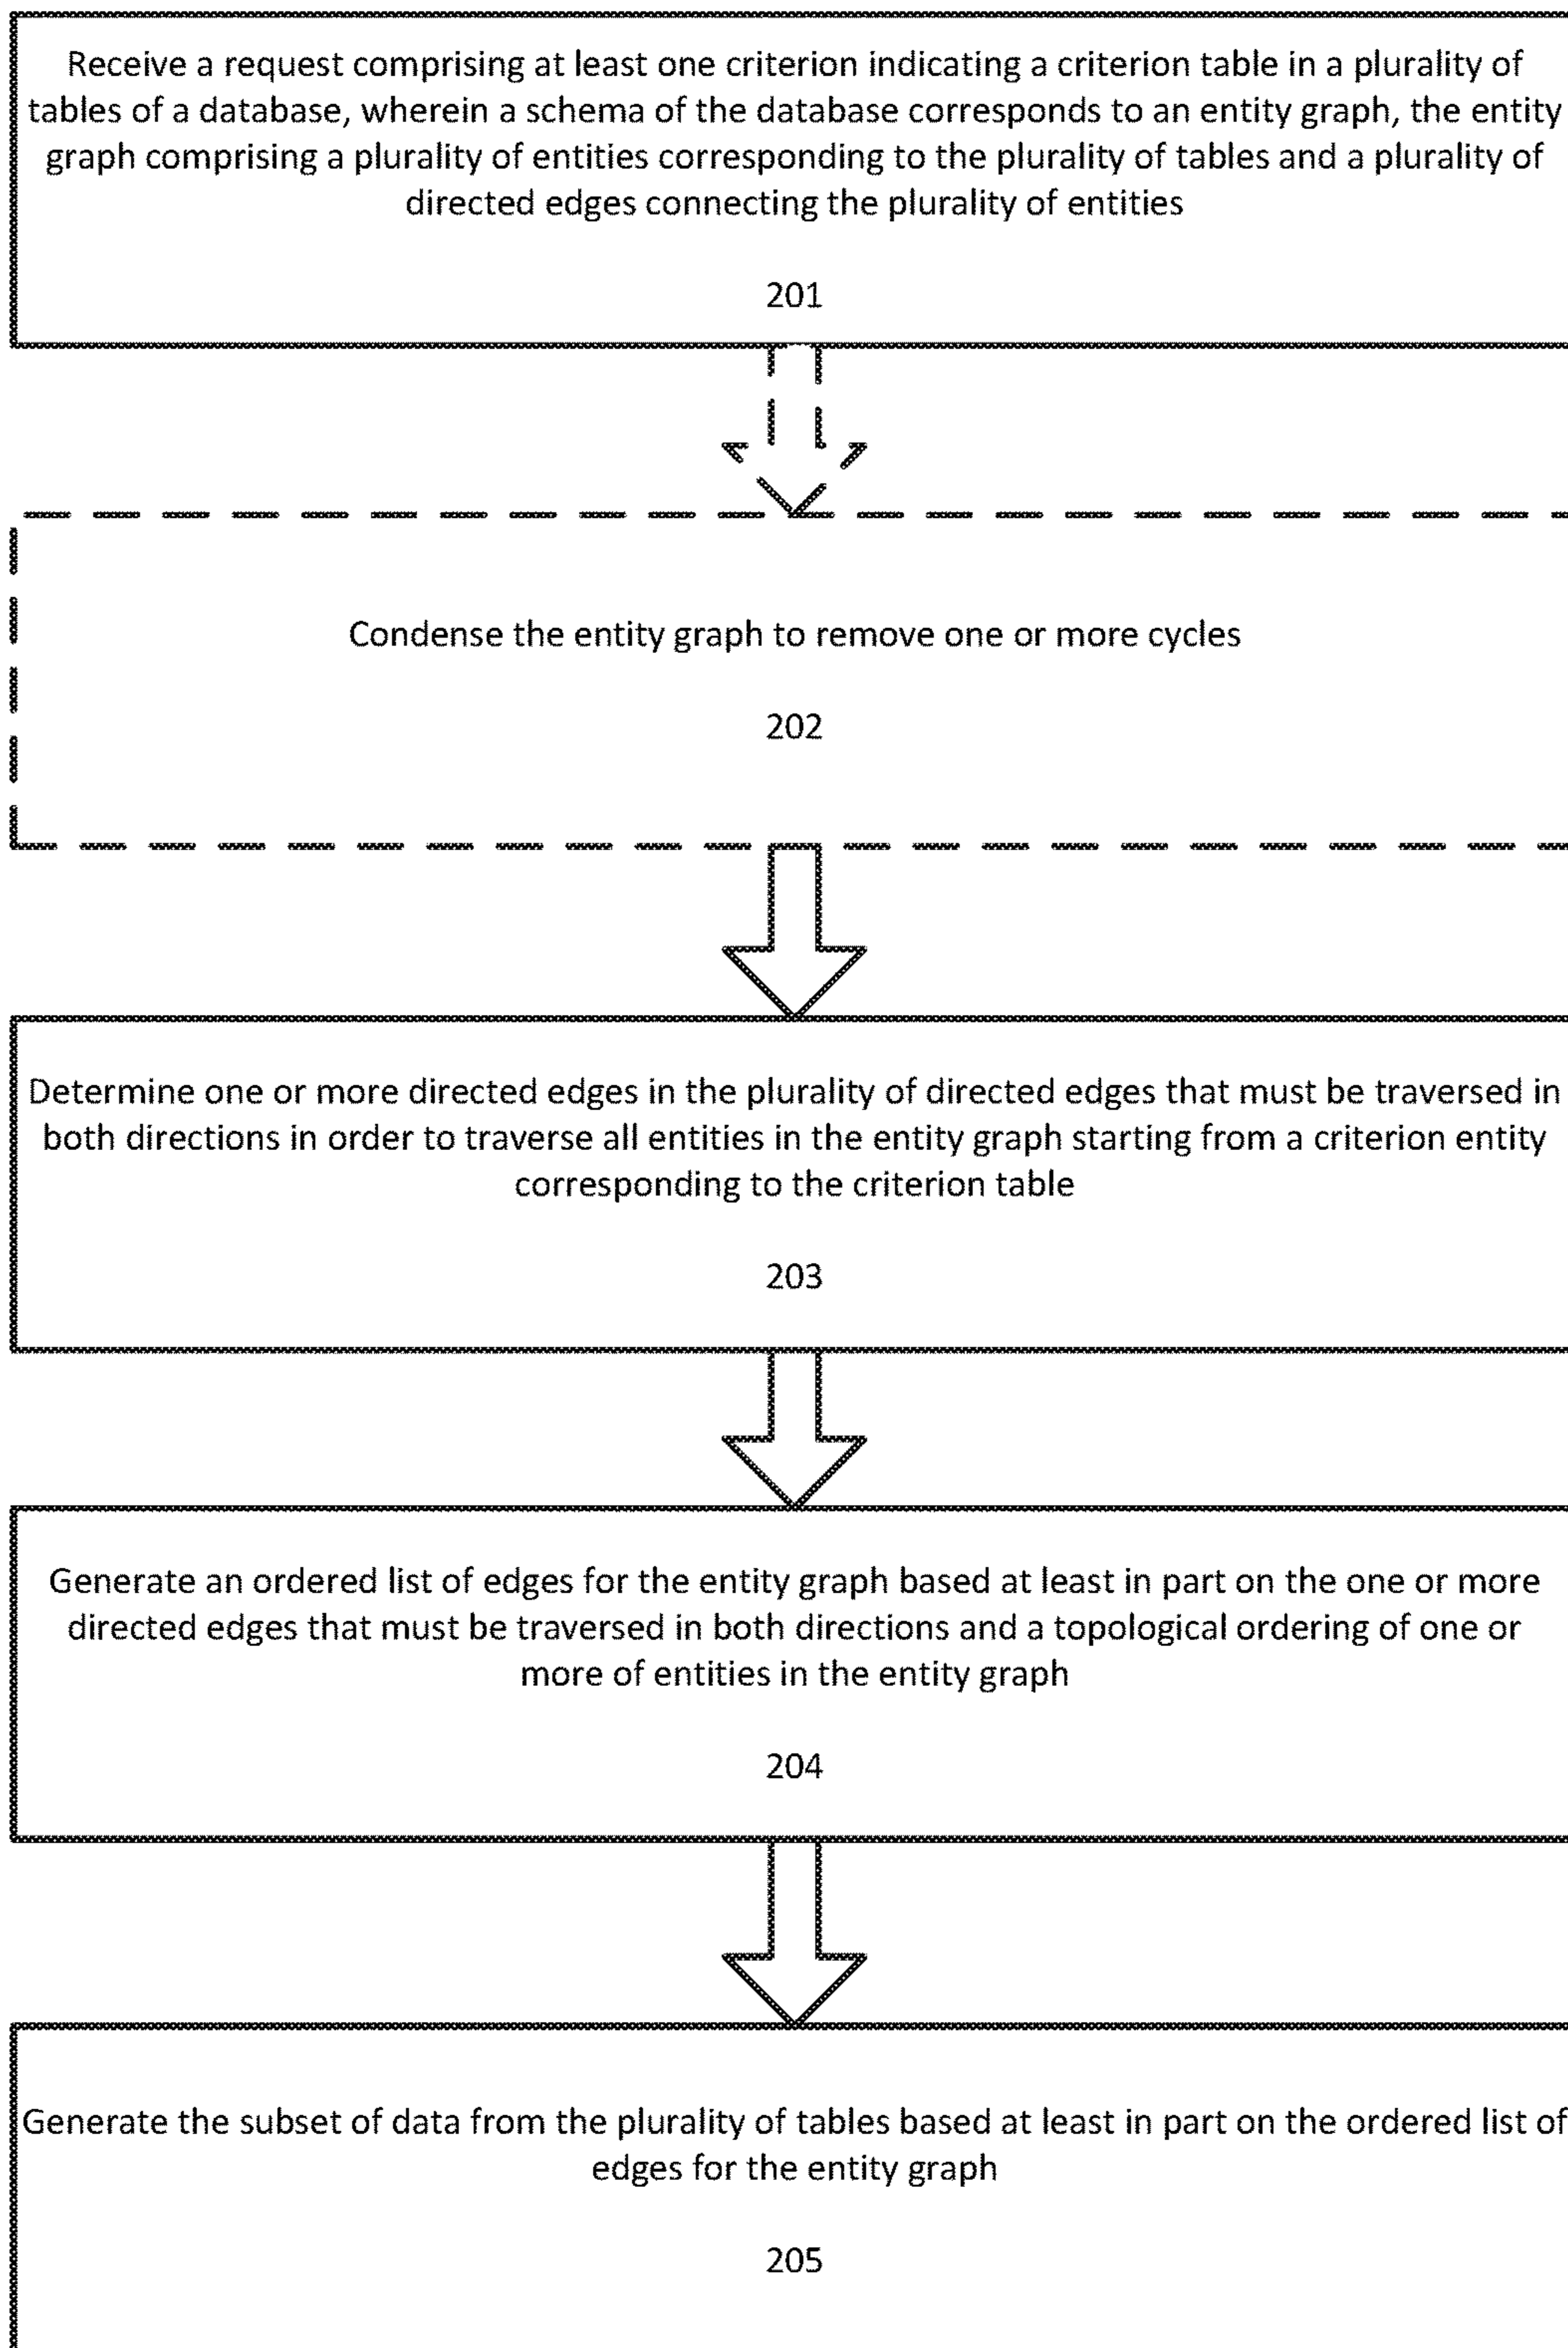 Receive a request comprising at least one criterion indicating a criterion table in a plurality of
tables of a database, wherein a schema of the database corresponds to an entity graph, the entity
graph comprising a plurality of entities corresponding to the plurality of tables and a plurality of
directed edges connecting the plurality of entities
201
Condense the entity graph to remove one or more cycles
202
Determine one or more directed edges in the plurality of directed edges that must be traversed in
both directions in order to traverse all entities in the entity graph starting from a criterion entity
corresponding to the criterion table
203
Generate an ordered list of edges for the entity graph based at least in part on the one or more
directed edges that must be traversed in both directions and a topological ordering of one or
more of entities in the entity graph
204
Generate the subset of data from the plurality of tables based at least in part on the ordered list of
edges for the entity graph
205